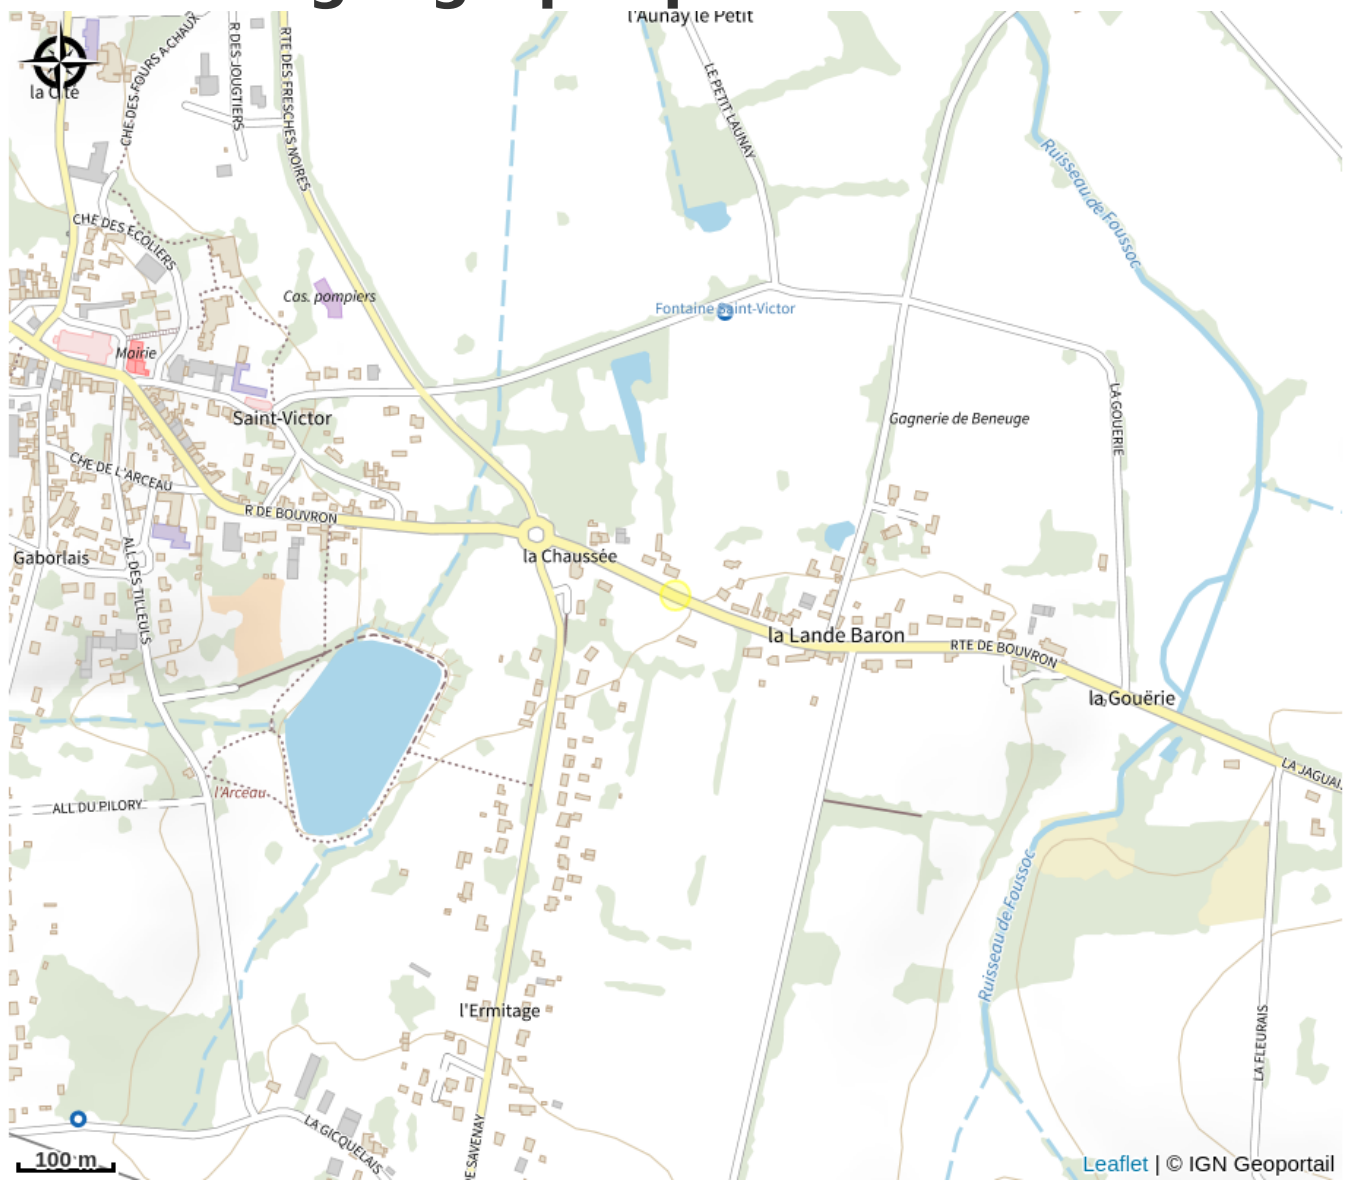 l'Aunay le Petit
la Cité
CHE DES FOURS A CHAUX
R DES JOUGTIERS
RTE DES FRESCHES NOIRES
LE PETIT LAUNAY
Ruisseau de Foussoc
CHE DES ECOLIERS
Cas. pompiers
Fontaine Saint-Victor
Mairie
Saint-Victor
Gagnerie de Beneuge
LA GOUERIE
CHE DE L'ARCEAU
R DE BOUVRON
Gaborlais
ALL DES TILLEULS
la Chaussée
la Lande Baron
RTE DE BOUVRON
la Gouërie
LA JAGUAI
l'Arceau
ALL DU PILORY
Ruisseau de Foussoc
l'Ermitage
LA FLEURAIS
LA GICQUELAIS
E SAVENAY
100 m
Leaflet | © IGN Geoportail